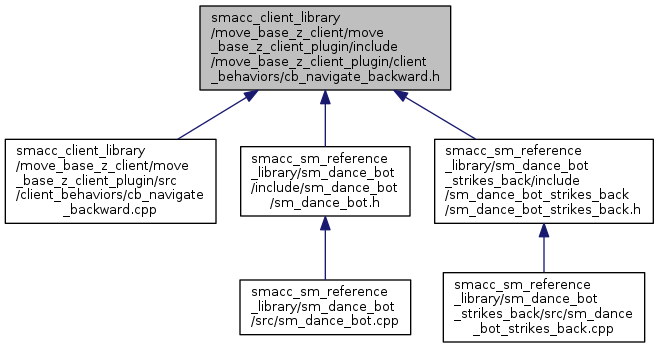 smacc_client_library
/move_base_z_client/move
_base_z_client_plugin/include
/move_base_z_client_plugin/client
_behaviors/cb_navigate_backward.h
smacc_client_library
/move_base_z_client/move
_base_z_client_plugin/src
/client_behaviors/cb_navigate
_backward.cpp
smacc_sm_reference
_library/sm_dance_bot
/include/sm_dance_bot
/sm_dance_bot.h
smacc_sm_reference
_library/sm_dance_bot
_strikes_back/include
/sm_dance_bot_strikes_back
/sm_dance_bot_strikes_back.h
smacc_sm_reference
_library/sm_dance_bot
/src/sm_dance_bot.cpp
smacc_sm_reference
_library/sm_dance_bot
_strikes_back/src/sm_dance
_bot_strikes_back.cpp